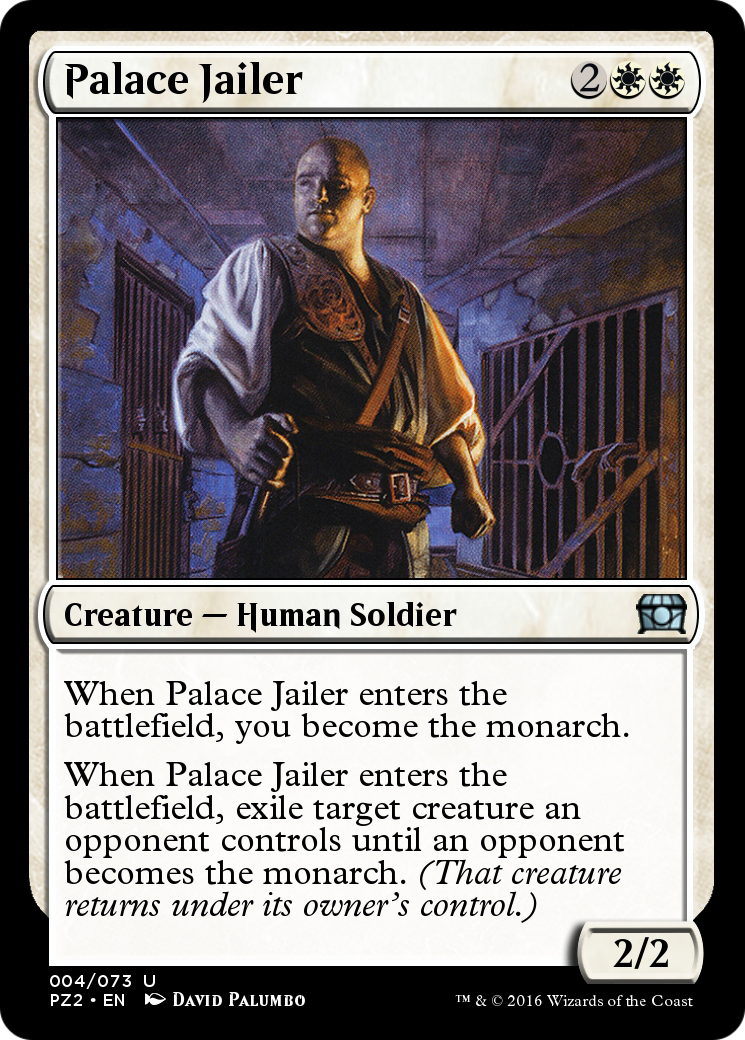 Palace Jailer 2
Creature — Human Soldier
When Palace Jailer enters the
battlefield, you become the monarch.
When Palace Jailer enters the
battlefield, exile target creature an
opponent controls until an opponent
becomes the monarch. (That creature
returns under its owner's control.)
2/2
004/073 U
PZ2 • EN David Palumbo
™ & © 2016 Wizards of the Coast